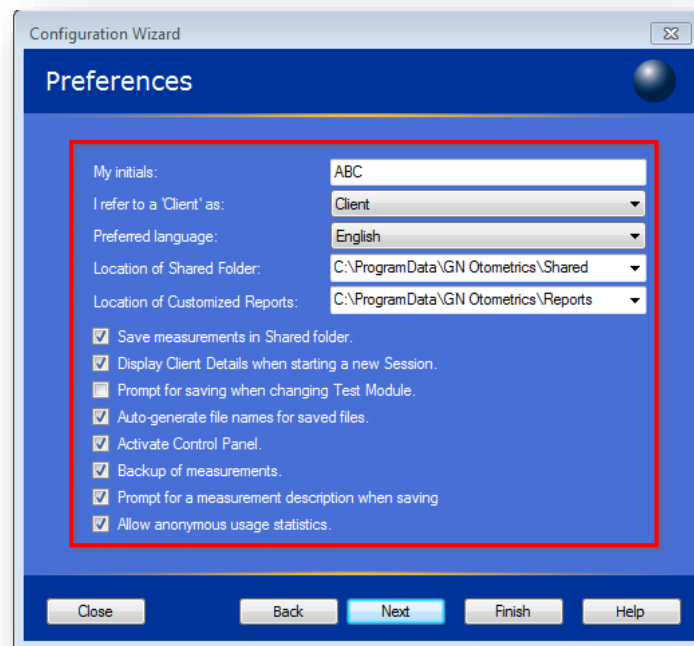 Configuration Wizard
Preferences
My initials: ABC
I refer to a 'Client' as: Client
Preferred language: English
Location of Shared Folder: C:\ProgramData\GN Otometrics\Shared
Location of Customized Reports: C:\ProgramData\GN Otometrics\Reports
Save measurements in Shared folder.
Display Client Details when starting a new Session.
Prompt for saving when changing Test Module.
Auto-generate file names for saved files.
Activate Control Panel.
Backup of measurements.
Prompt for a measurement description when saving
Allow anonymous usage statistics.
Close Back Next Finish Help